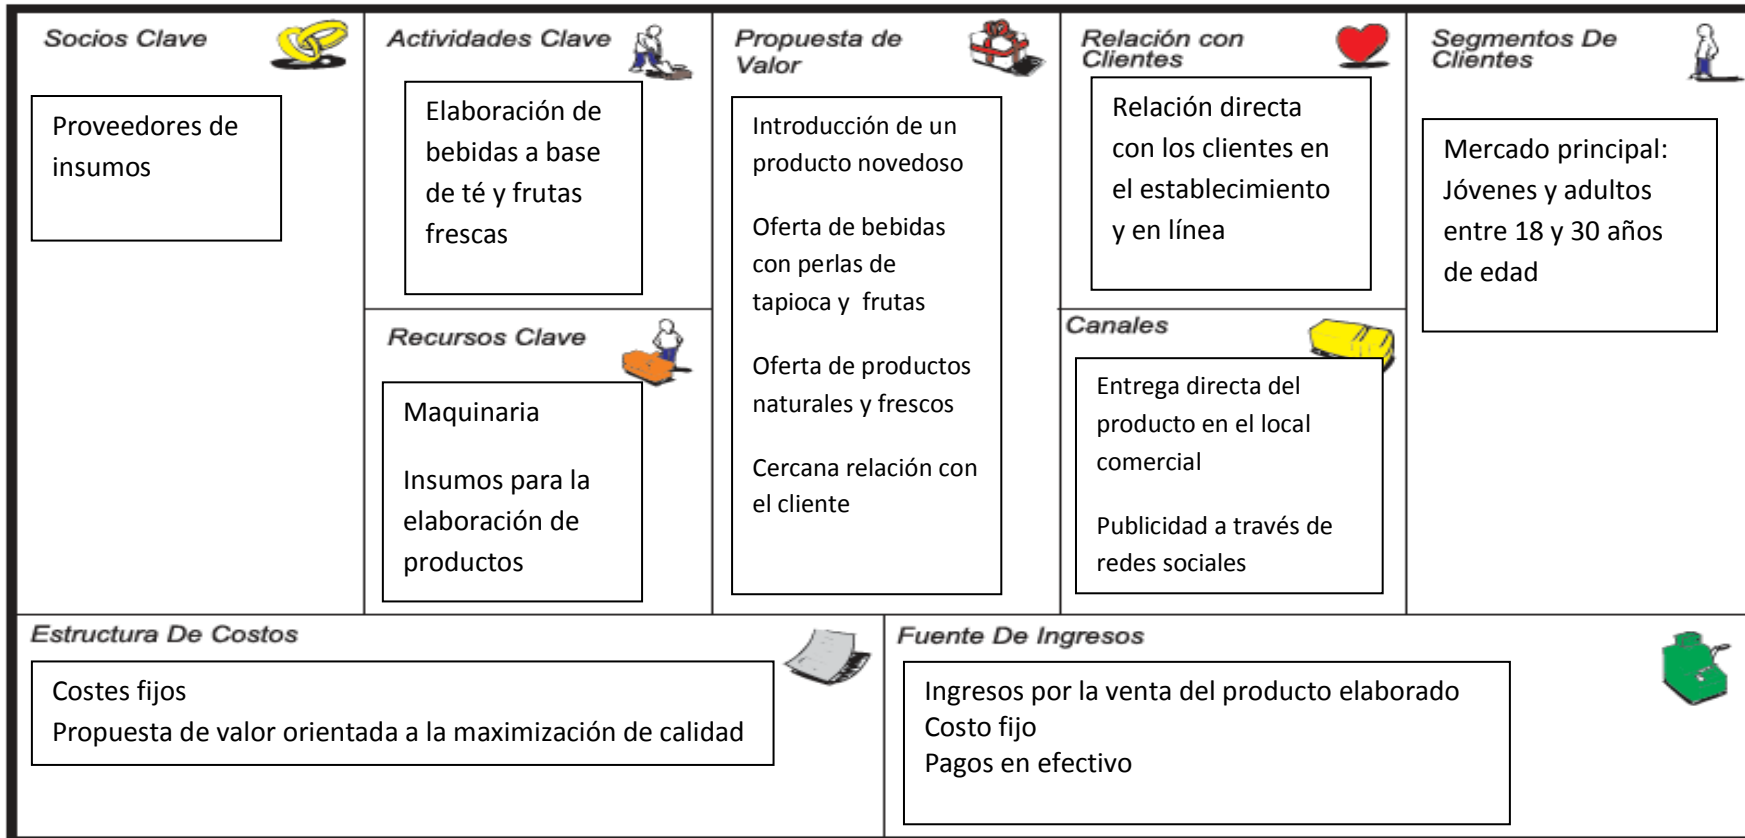 Socios Clave
Proveedores de
insumos
Actividades Clave
Elaboración de
bebidas a base
de té y frutas
frescas
Recursos Clave
Maquinaria
Insumos para la
elaboración de
productos
Propuesta de
Valor
Introducción de un
producto novedoso
Oferta de bebidas
con perlas de
tapioca y frutas
Oferta de productos
naturales y frescos
Cercana relación con
el cliente
Relación con
Clientes
Relación directa
con los clientes en
el establecimiento
y en línea
Canales
Entrega directa del
producto en el local
comercial
Publicidad a través de
redes sociales
Segmentos De
Clientes
Mercado principal:
Jóvenes y adultos
entre 18 y 30 años
de edad
Estructura De Costos
Costes fijos
Propuesta de valor orientada a la maximización de calidad
Fuente De Ingresos
Ingresos por la venta del producto elaborado
Costo fijo
Pagos en efectivo